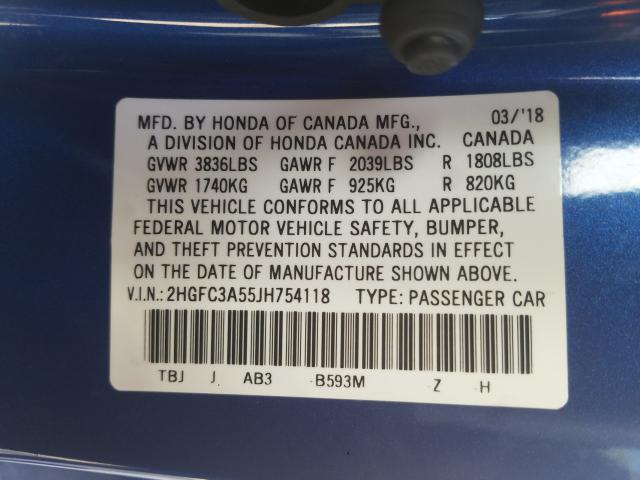 MFD. BY HONDA OF CANADA MFG., 03/'18
A DIVISION OF HONDA CANADA INC. CANADA
GVWR 3836LBS GAWR F 2039LBS R 1808LBS
GVWR 1740KG GAWR F 925KG R 820KG
THIS VEHICLE CONFORMS TO ALL APPLICABLE
FEDERAL MOTOR VEHICLE SAFETY, BUMPER,
AND THEFT PREVENTION STANDARDS IN EFFECT
ON THE DATE OF MANUFACTURE SHOWN ABOVE.
V.I.N.: 2HGFC3A55JH754118 TYPE: PASSENGER CAR
TBJ J AB3 B593M Z H